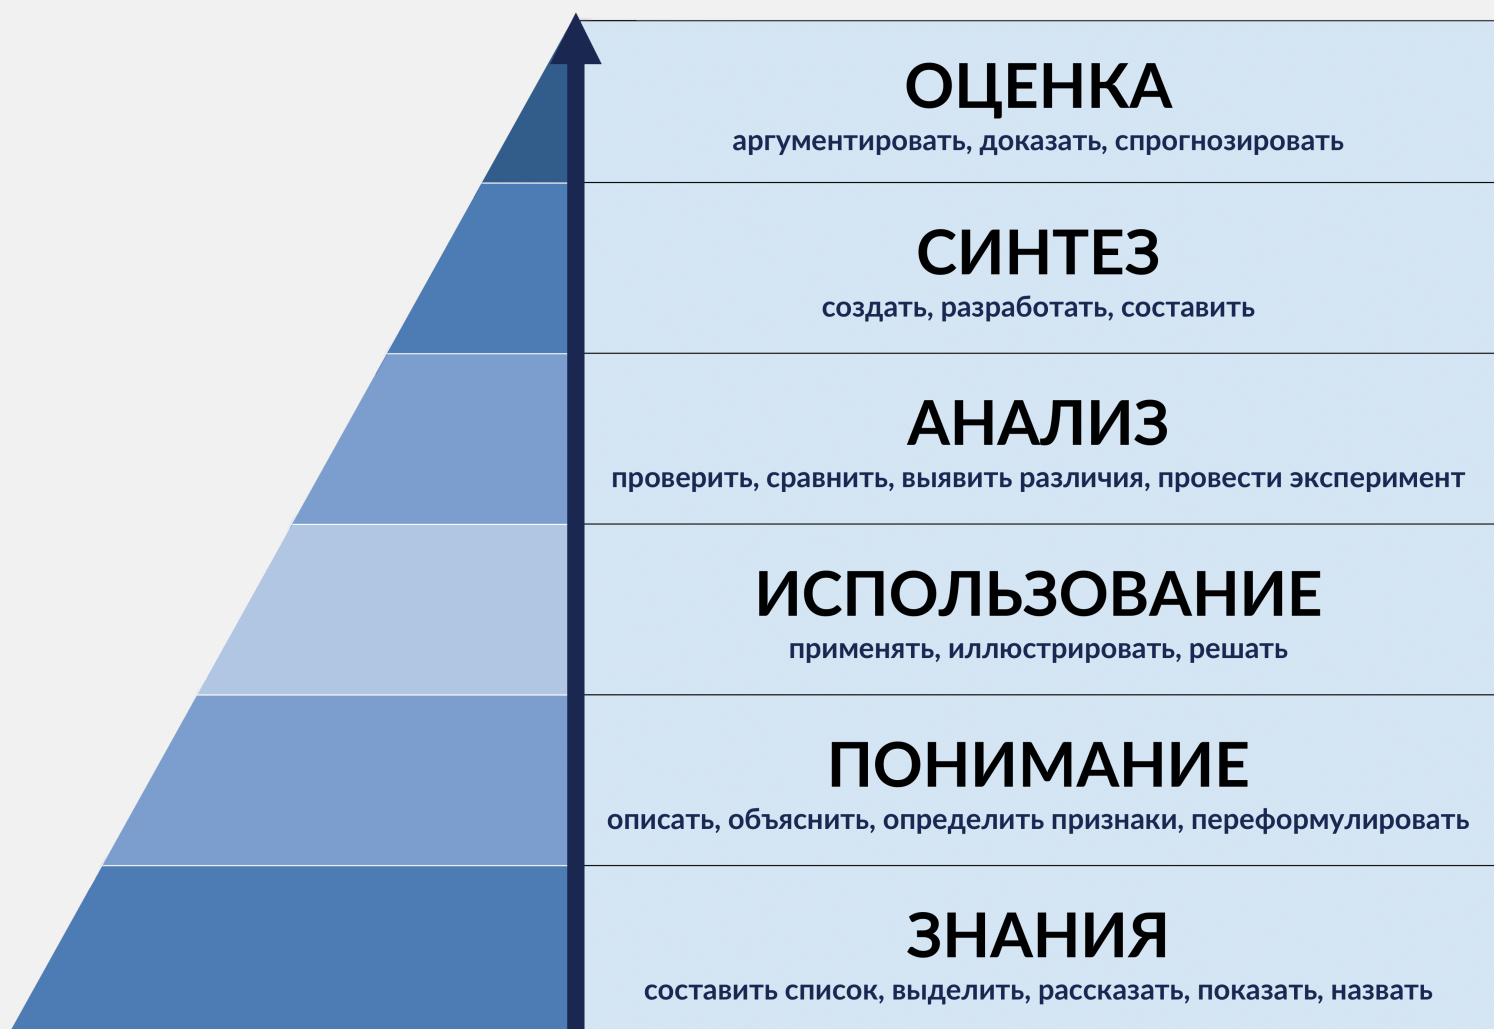 ОЦЕНКА
аргументировать, доказать, спрогнозировать
СИНТЕЗ
создать, разработать, составить
АНАЛИЗ
проверить, сравнить, выявить различия, провести эксперимент
ИСПОЛЬЗОВАНИЕ
применять, иллюстрировать, решать
ПОНИМАНИЕ
описать, объяснить, определить признаки, переформулировать
ЗНАНИЯ
составить список, выделить, рассказать, показать, назвать